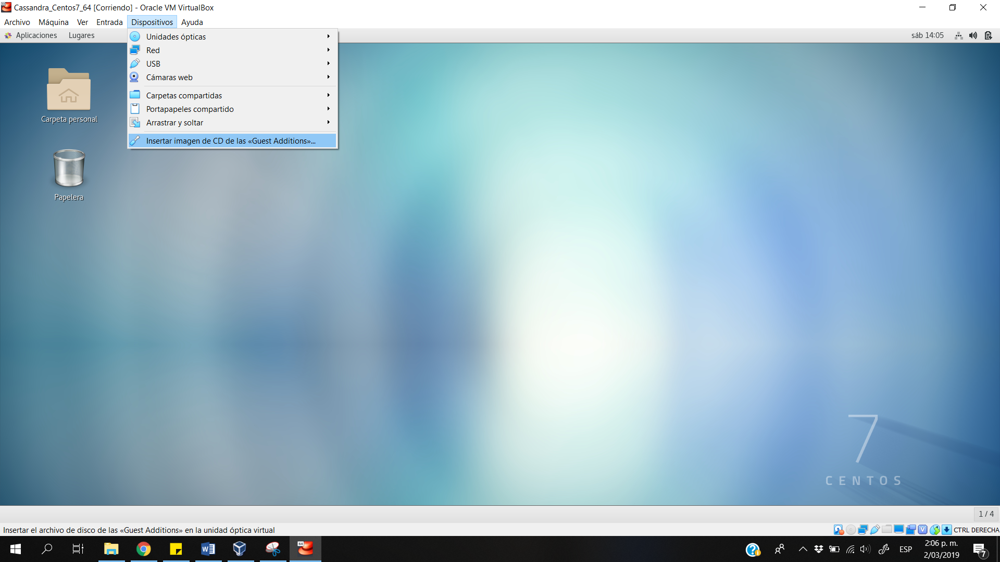 Cassandra_Centos7_64 [Corriendo] - Oracle VM VirtualBox
Archivo Máquina Ver Entrada Dispositivos Ayuda
Aplicaciones Lugares sáb 14:05
Unidades ópticas
Red
USB
Cámaras web
Carpetas compartidas
Portapapeles compartido
Arrastrar y soltar
Insertar imagen de CD de las «Guest Additions»...
Carpeta personal
Papelera
7
CENTOS
1 / 4
Insertar el archivo de disco de las «Guest Additions» en la unidad óptica virtual
CTRL DERECHA
ESP
2:06 p. m.
2/03/2019
7